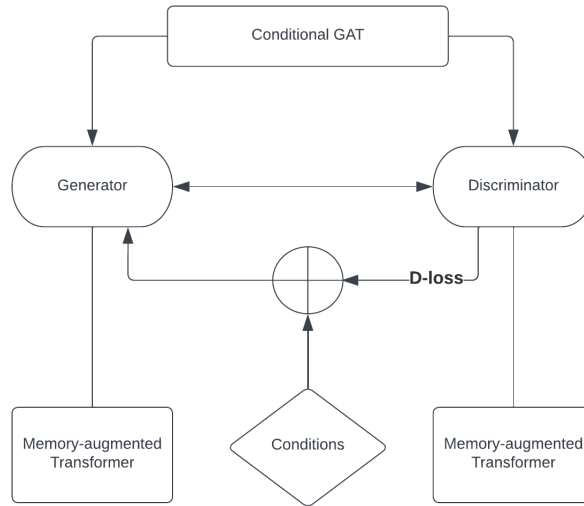 Conditional GAT
Generator
Discriminator
D-loss
Memory-augmented
Transformer
Conditions
Memory-augmented
Transformer